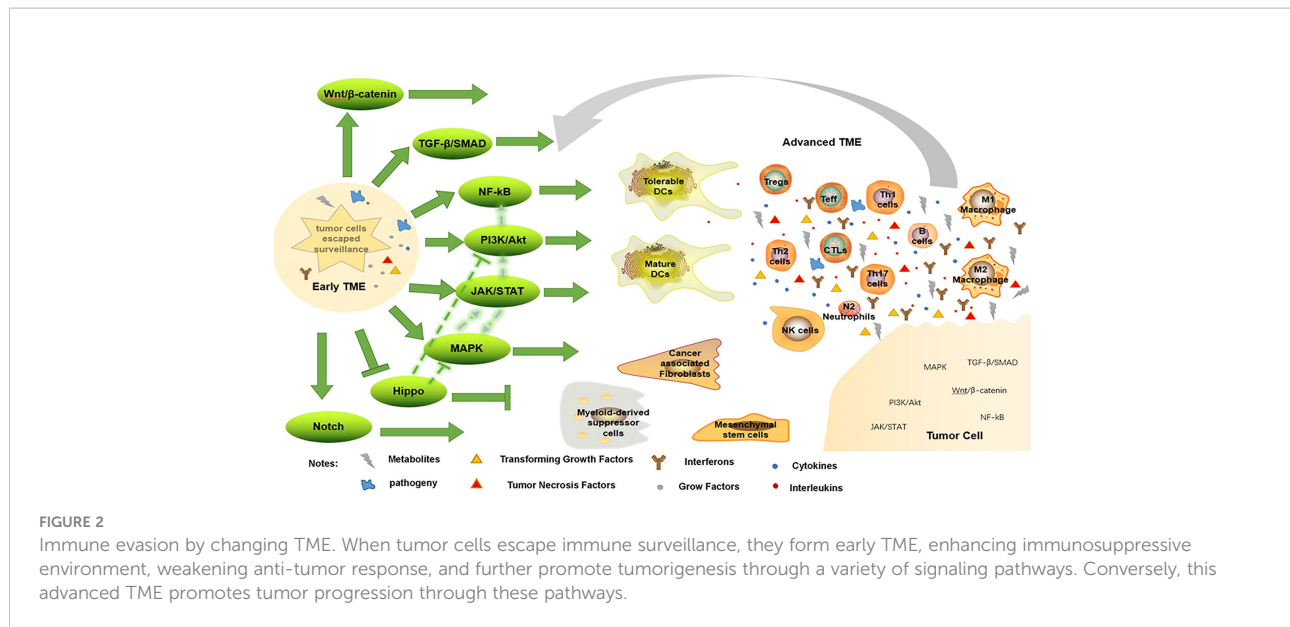 Wnt/β-catenin
TGF-β/SMAD
NF-kB
PI3K/Akt
JAK/STAT
MAPK
Hippo
Notch
tumor cells
escaped
surveillance
Early TME
Advanced TME
Tolerable
DCs
Mature
DCs
Tregs
Teff
Th1
cells
M1
Macrophage
B
cells
Th2
cells
CTLs
Th17
cells
M2
Macrophage
N2
Neutrophils
NK cells
Cancer
associated
Fibroblasts
Myeloid-derived
suppressor
cells
Mesenchymal
stem cells
MAPK
TGF-β/SMAD
Wnt/β-catenin
PI3K/Akt
NF-kB
JAK/STAT
Tumor Cell
Notes:
Metabolites
Transforming Growth Factors
Interferons
Cytokines
pathogeny
Tumor Necrosis Factors
Grow Factors
Interleukins
FIGURE 2
Immune evasion by changing TME. When tumor cells escape immune surveillance, they form early TME, enhancing immunosuppressive
environment, weakening anti-tumor response, and further promote tumorigenesis through a variety of signaling pathways. Conversely, this
advanced TME promotes tumor progression through these pathways.